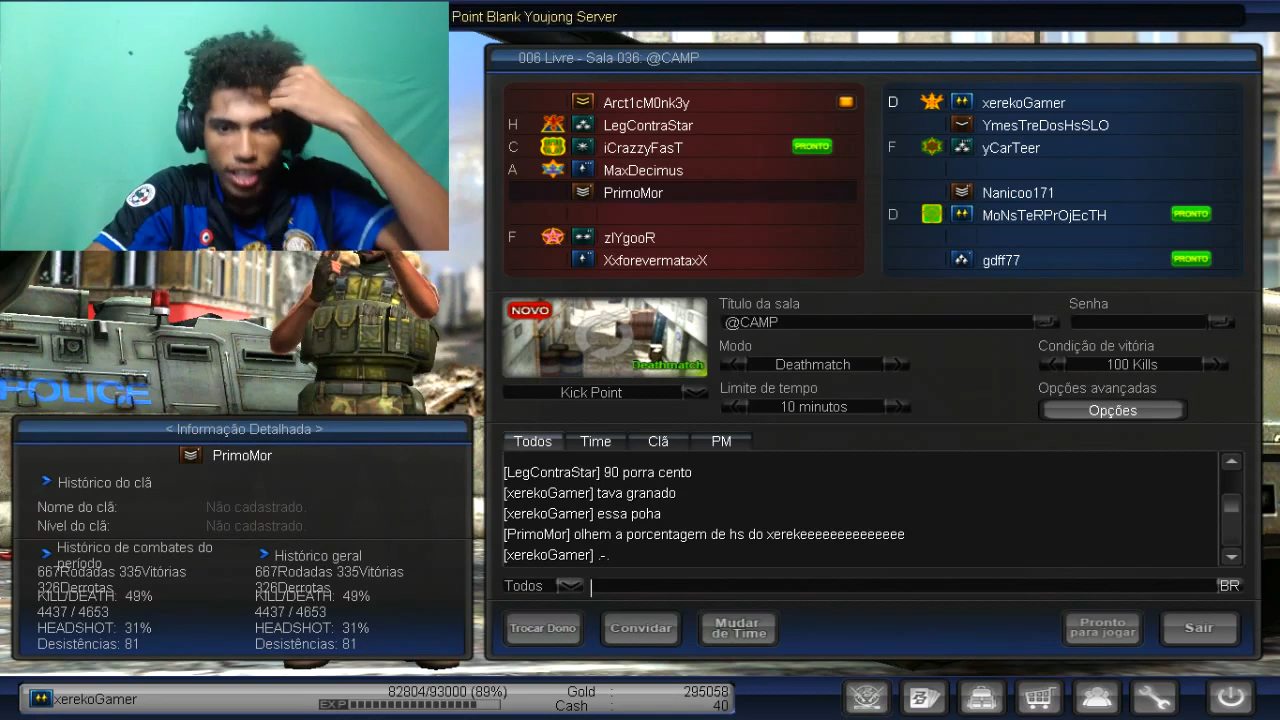 Point Blank Youjong Server
006 Livre - Sala 036: @CAMP
Arct1cM0nk3y
H LegContraStar
C iCrazzyFasT PRONTO
A MaxDecimus
PrimoMor
F zlYgooR
XxforevermataxX
D xerekoGamer
YmesTreDosHsSLO
F yCarTeer
Nanicoo171
D MoNsTeRPrOjEcTH PRONTO
gdff77 PRONTO
NOVO
Deathmatch
Kick Point
Título da sala
@CAMP
Senha
Modo
Deathmatch
Condição de vitória
100 Kills
Limite de tempo
10 minutos
Opções avançadas
Opções
Todos Time Clã PM
[LegContraStar] 90 porra cento
[xerekoGamer] tava granado
[xerekoGamer] essa poha
[PrimoMor] olhem a porcentagem de hs do xerekeeeeeeeeeeeeee
[xerekoGamer] .-.
Todos BR
Trocar Dono
Convidar
Mudar
de Time
Pronto
para jogar
Sair
POLICE
< Informação Detalhada >
PrimoMor
Histórico do clã
Nome do clã: Não cadastrado.
Nível do clã: Não cadastrado.
Histórico de combates do
período
667Rodadas 335Vitórias
326Derrotas
KILL/DEATH: 49%
4437 / 4653
HEADSHOT: 31%
Desistências: 81
Histórico geral
667Rodadas 335Vitórias
326Derrotas
KILL/DEATH: 49%
4437 / 4653
HEADSHOT: 31%
Desistências: 81
xerekoGamer
82804/93000 (89%)
EXP
Gold : 295058
Cash : 40